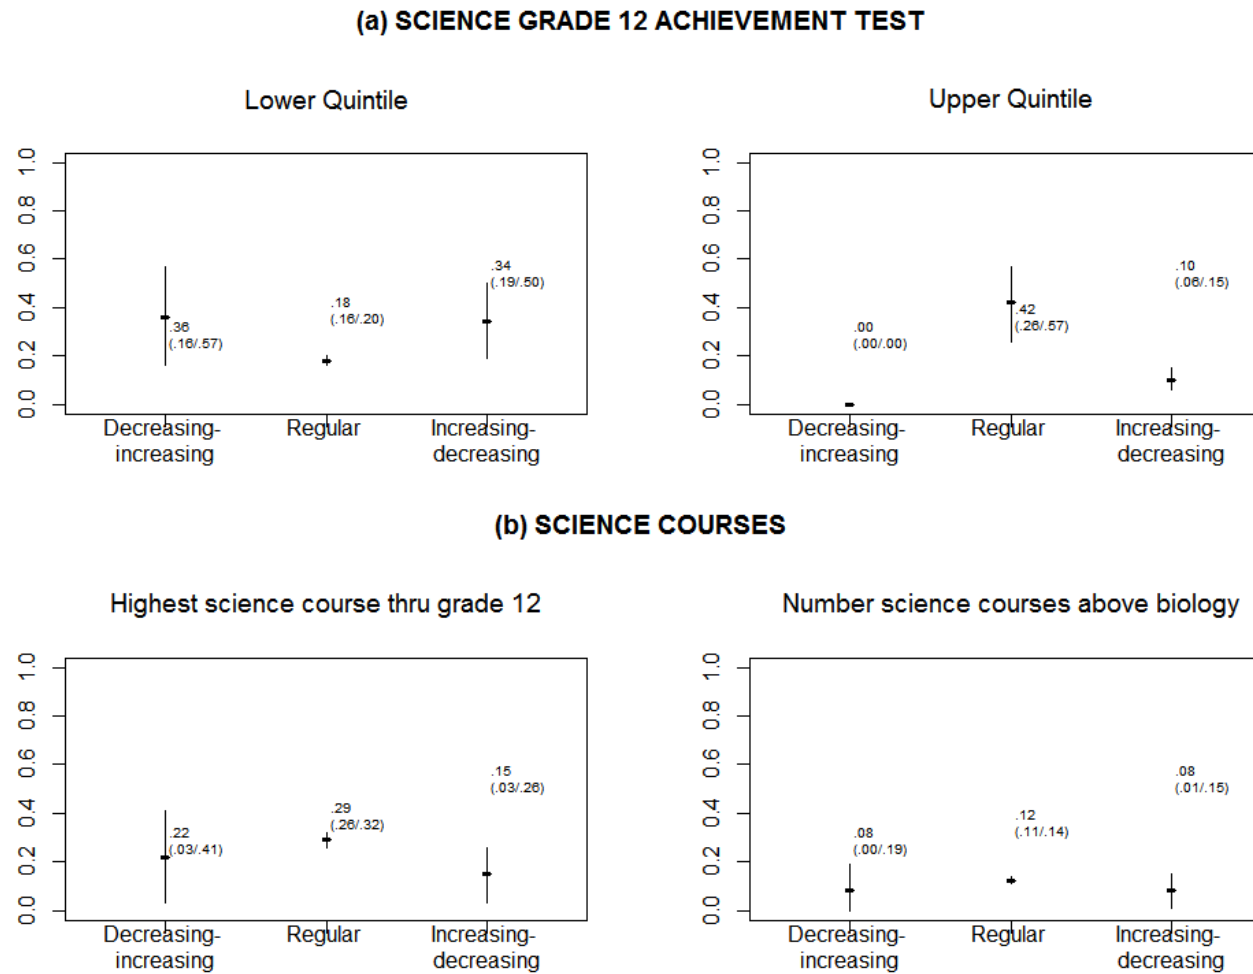 (a) SCIENCE GRADE 12 ACHIEVEMENT TEST
Lower Quintile
1.0
0.8
0.6
0.4
0.2
0.0
.36
(.16/.57)
.18
(.16/.20)
.34
(.19/.50)
Decreasing-
increasing
Regular
Increasing-
decreasing
Upper Quintile
1.0
0.8
0.6
0.4
0.2
0.0
.00
(.00/.00)
.42
(.26/.57)
.10
(.06/.15)
Decreasing-
increasing
Regular
Increasing-
decreasing
(b) SCIENCE COURSES
Highest science course thru grade 12
1.0
0.8
0.6
0.4
0.2
0.0
.22
(.03/.41)
.29
(.26/.32)
.15
(.03/.26)
Decreasing-
increasing
Regular
Increasing-
decreasing
Number science courses above biology
1.0
0.8
0.6
0.4
0.2
0.0
.08
(.00/.19)
.12
(.11/.14)
.08
(.01/.15)
Decreasing-
increasing
Regular
Increasing-
decreasing